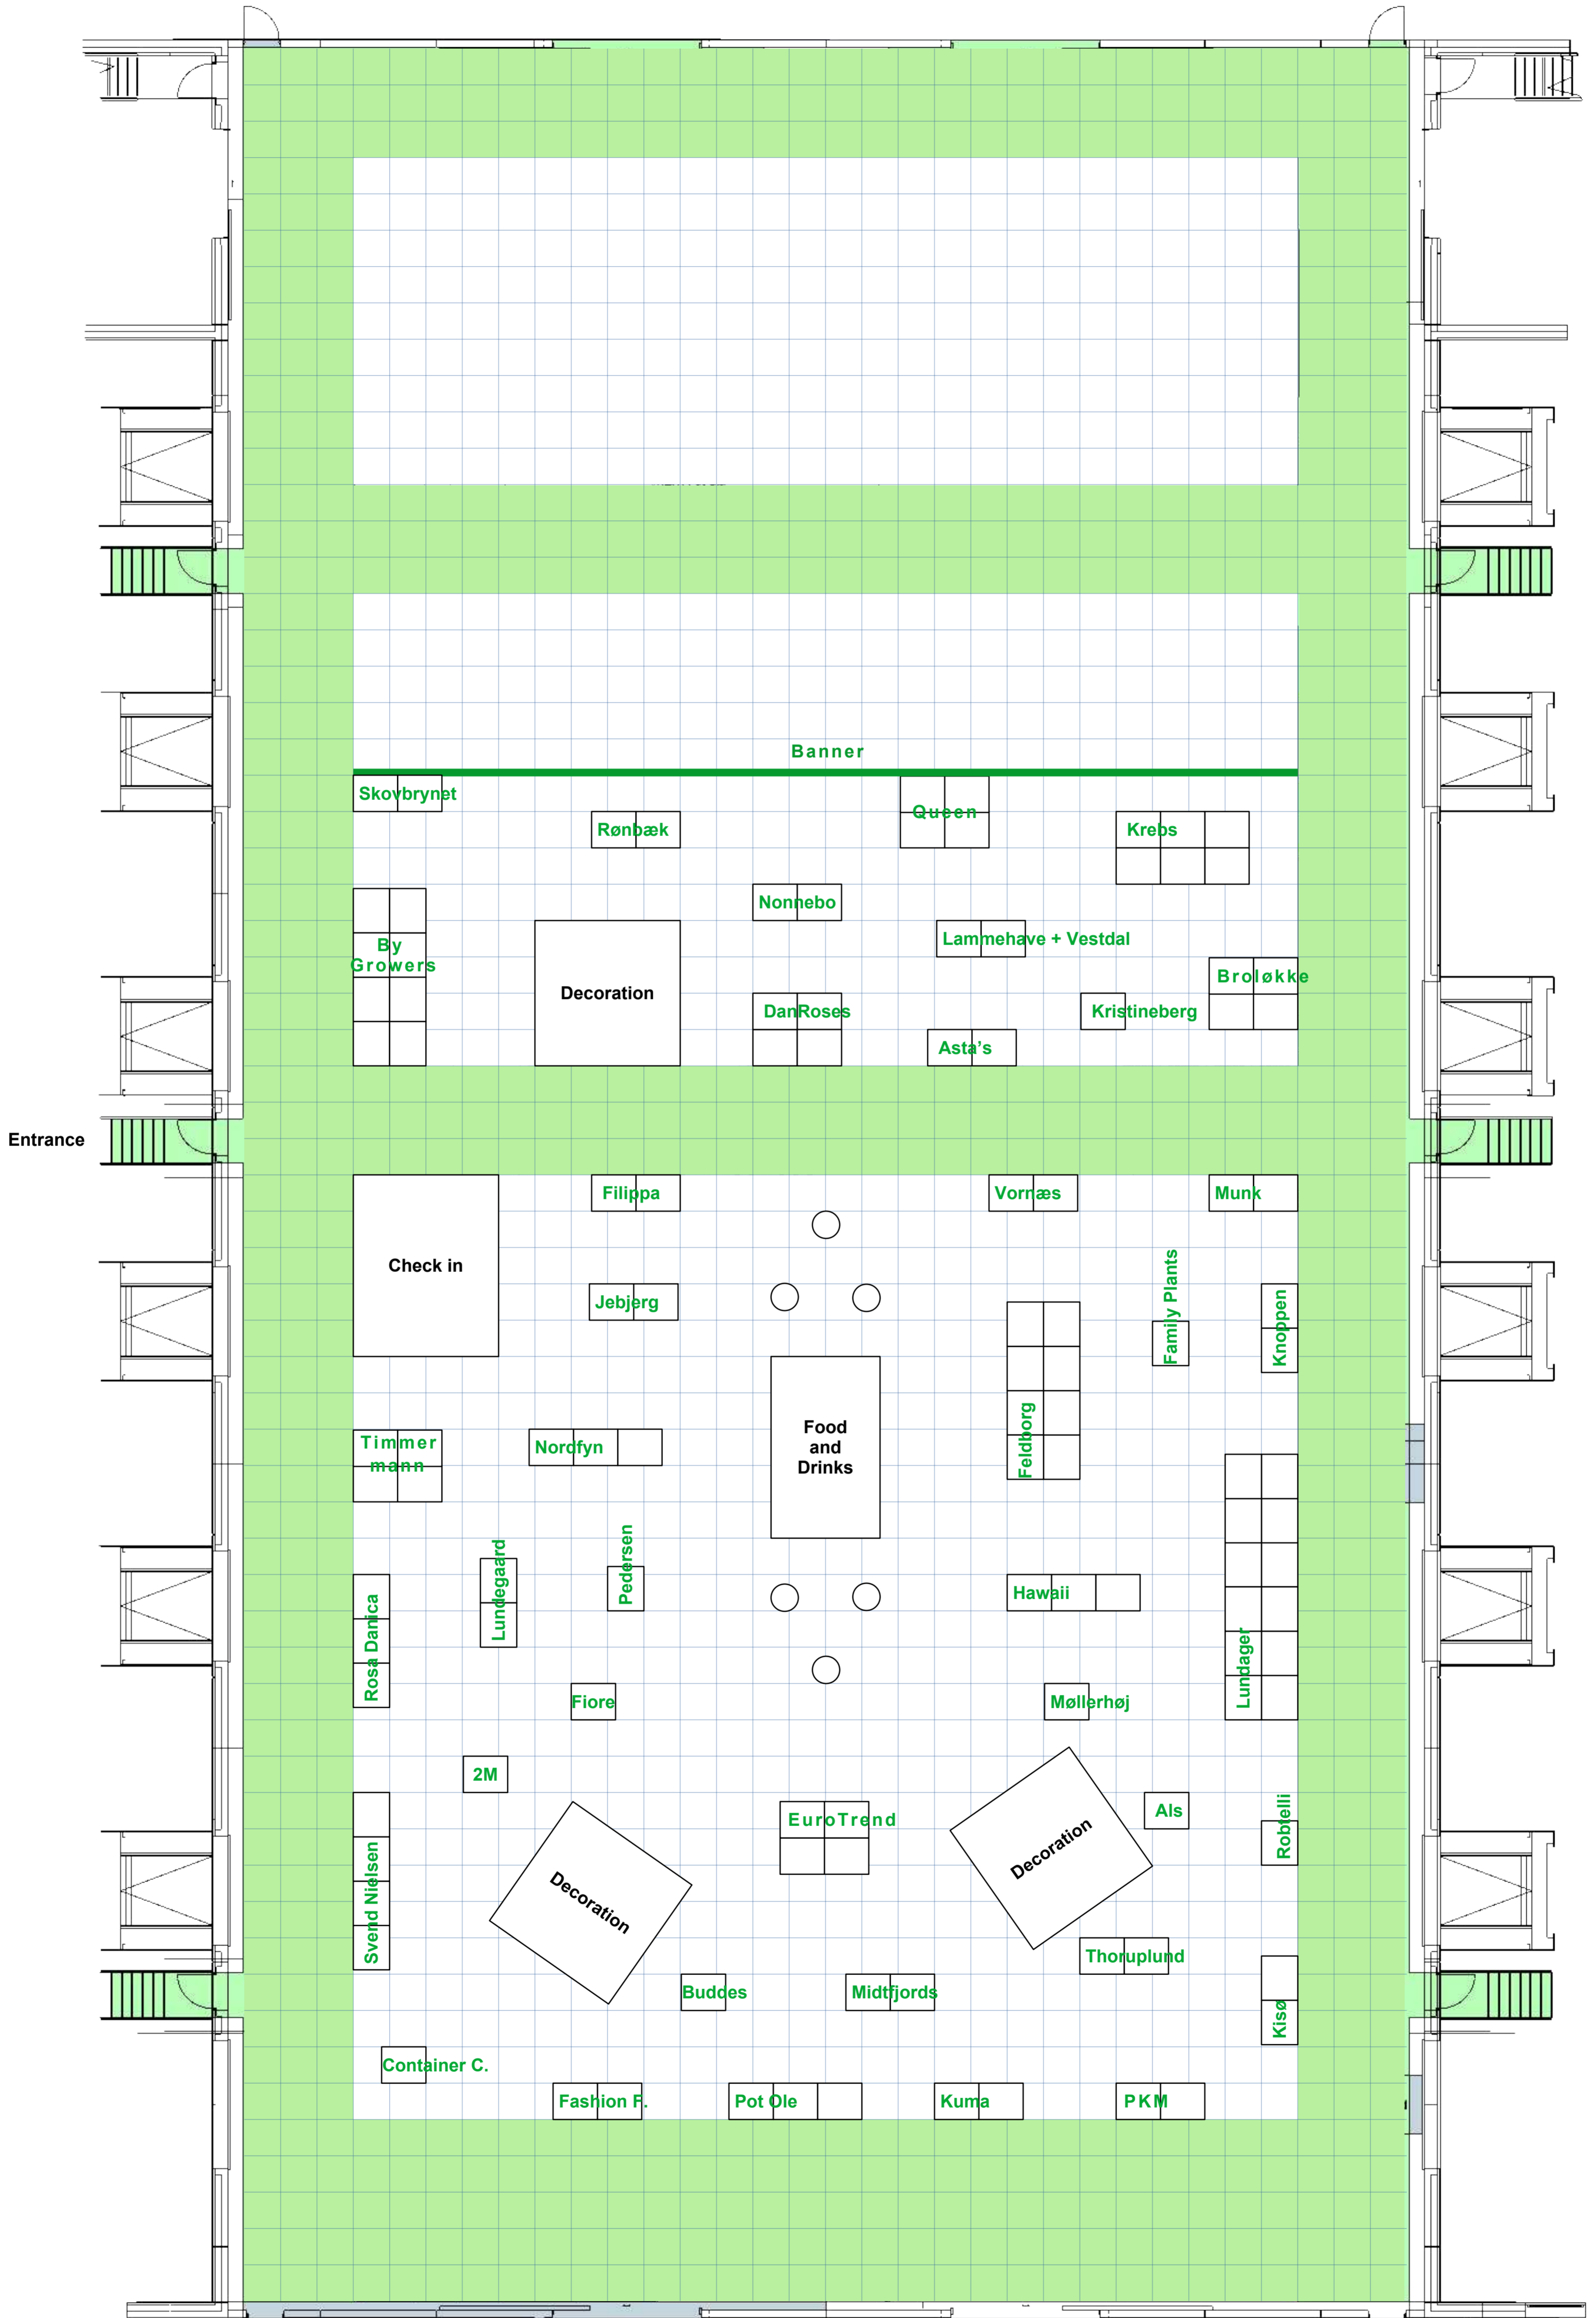 Banner
Skovbrynet
Queen
Rønbæk
Krebs
Nonnebo
Lammehave + Vestdal
By
Growers
Broløkke
Decoration
DanRoses
Kristineberg
Asta’s
Entrance
Filippa
Vornæs
Munk
Check in
Jebjerg
Family Plants
Knoppen
Food
and
Drinks
Feldborg
Timmer
mann
Nordfyn
Pedersen
Lundegaard
Hawaii
Rosa Danica
Lundager
Fiore
Møllerhøj
2M
EuroTrend
Als
Robtelli
Decoration
Decoration
Svend Nielsen
Thoruplund
Buddes
Midtfjords
Kisø
Container C.
Fashion F.
Pot Ole
Kuma
PKM